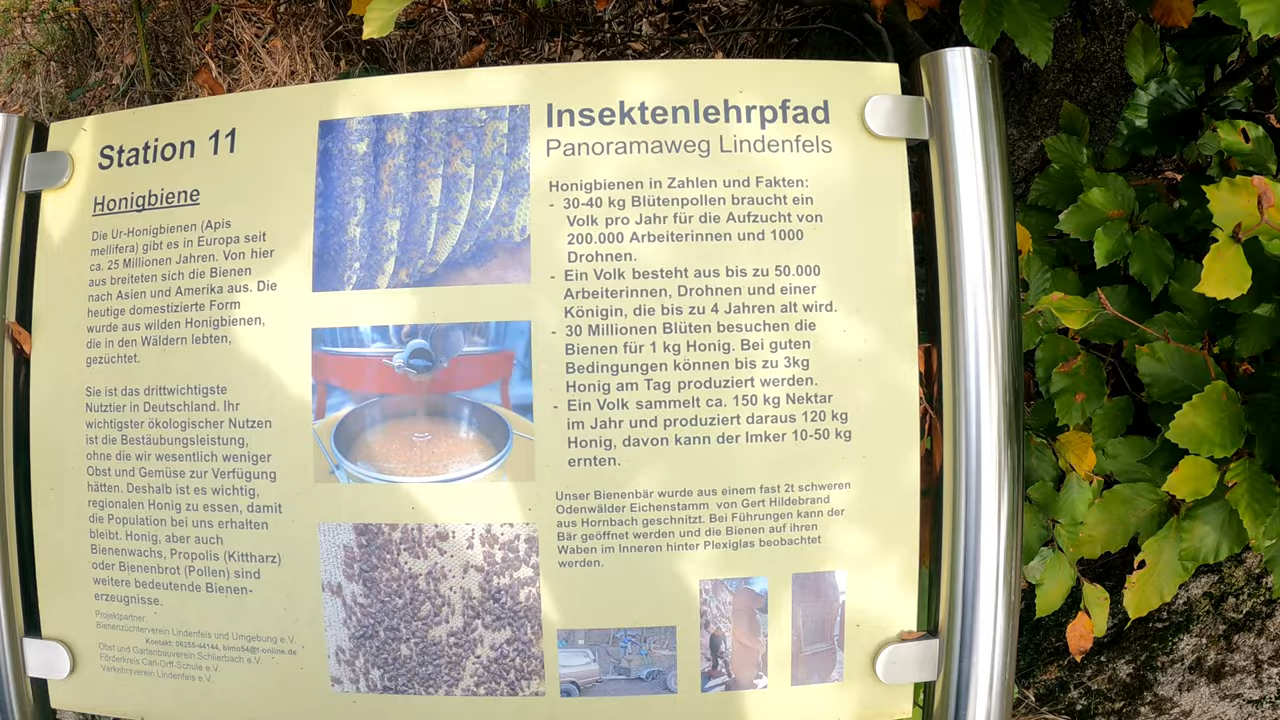 Station 11
Honigbiene
Die Ur-Honigbienen (Apis
mellifera) gibt es in Europa seit
ca. 25 Millionen Jahren. Von hier
aus breiteten sich die Bienen
nach Asien und Amerika aus. Die
heutige domestizierte Form
wurde aus wilden Honigbienen,
die in den Wäldern lebten,
gezüchtet.
Sie ist das drittwichtigste
Nutztier in Deutschland. Ihr
wichtigster ökologischer Nutzen
ist die Bestäubungsleistung,
ohne die wir wesentlich weniger
Obst und Gemüse zur Verfügung
hätten. Deshalb ist es wichtig,
regionalen Honig zu essen, damit
die Population bei uns erhalten
bleibt. Honig, aber auch
Bienenwachs, Propolis (Kittharz)
oder Bienenbrot (Pollen) sind
weitere bedeutende Bienen-
erzeugnisse.
Projektpartner:
Bienenzüchterverein Lindenfels und Umgebung e.V.
Kontakt: 06255-44144, bimo54@t-online.de
Obst und Gartenbauverein Schlierbach e.V.
Förderkreis Carl-Orff-Schule e.V.
Verkehrsverein Lindenfels e.V.
Insektenlehrpfad
Panoramaweg Lindenfels
Honigbienen in Zahlen und Fakten:
- 30-40 kg Blütenpollen braucht ein
Volk pro Jahr für die Aufzucht von
200.000 Arbeiterinnen und 1000
Drohnen.
- Ein Volk besteht aus bis zu 50.000
Arbeiterinnen, Drohnen und einer
Königin, die bis zu 4 Jahren alt wird.
- 30 Millionen Blüten besuchen die
Bienen für 1 kg Honig. Bei guten
Bedingungen können bis zu 3kg
Honig am Tag produziert werden.
- Ein Volk sammelt ca. 150 kg Nektar
im Jahr und produziert daraus 120 kg
Honig, davon kann der Imker 10-50 kg
ernten.
Unser Bienenbär wurde aus einem fast 2t schweren
Odenwälder Eichenstamm von Gert Hildebrand
aus Hornbach geschnitzt. Bei Führungen kann der
Bär geöffnet werden und die Bienen auf ihren
Waben im Inneren hinter Plexiglas beobachtet
werden.